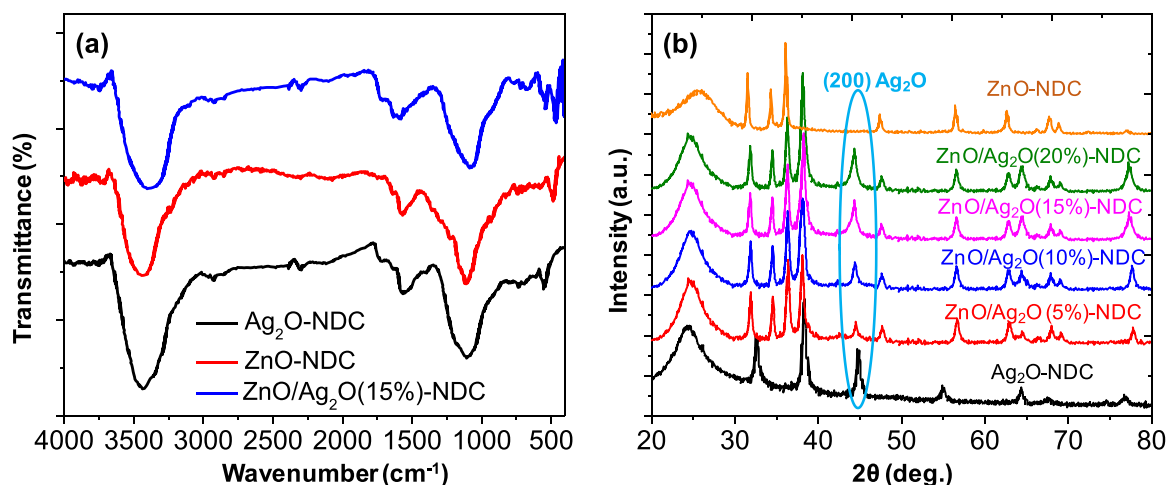 (a)
Transmittance (%)
Ag₂O-NDC
ZnO-NDC
ZnO/Ag₂O(15%)-NDC
4000 3500 3000 2500 2000 1500 1000 500
Wavenumber (cm⁻¹)
(b)
Intensity (a.u.)
(200) Ag₂O
ZnO-NDC
ZnO/Ag₂O(20%)-NDC
ZnO/Ag₂O(15%)-NDC
ZnO/Ag₂O(10%)-NDC
ZnO/Ag₂O (5%)-NDC
Ag₂O-NDC
20 30 40 50 60 70 80
2θ (deg.)